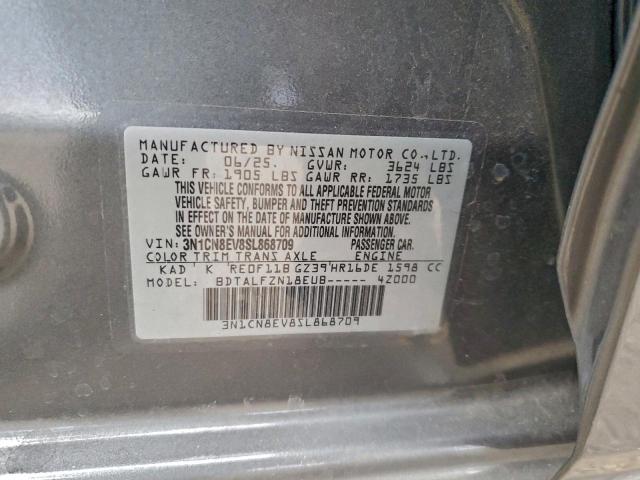 MANUFACTURED BY NISSAN MOTOR CO.,LTD.
DATE: 06/25. GVWR: 3624 LBS
GAWR FR: 1905 LBS GAWR RR: 1735 LBS
THIS VEHICLE CONFORMS TO ALL APPLICABLE FEDERAL MOTOR
VEHICLE SAFETY, BUMPER AND THEFT PREVENTION STANDARDS
IN EFFECT ON THE DATE OF MANUFACTURE SHOWN ABOVE.
SEE OWNER'S MANUAL FOR ADDITIONAL INFORMATION.
VIN: 3N1CN8EV8SL868709 PASSENGER CAR.
COLOR TRIM TRANS AXLE ENGINE
KAD K RE0F11B GZ39 HR16DE 1598 CC
MODEL: BDTALFZN18EUB----- 4Z000
3N1CN8EV8SL868709